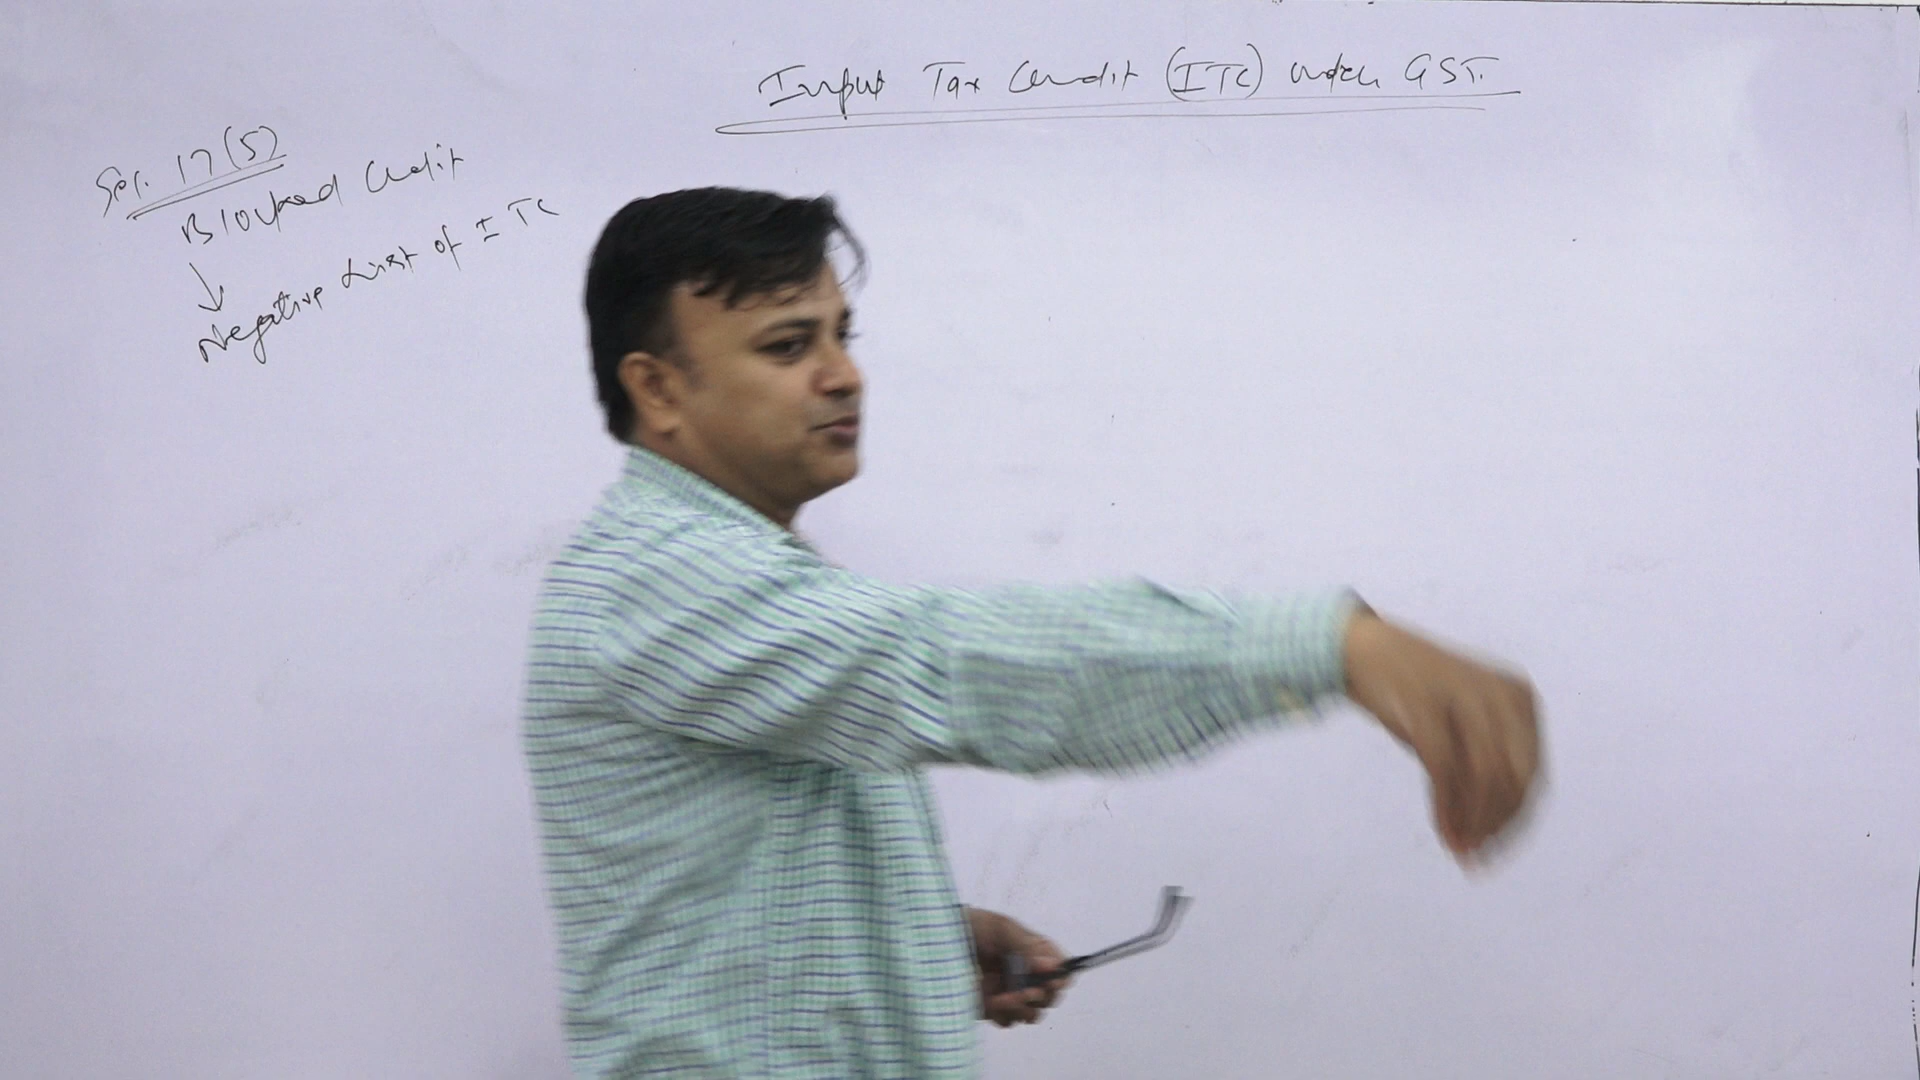 Input Tax Credit (ITC) under GST.
Sec. 17(5)
Blocked Credit
↓
Negative List of ITC